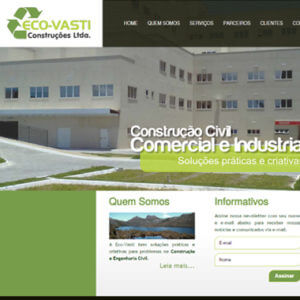 ECO-VASTI
Construções Ltda.
HOME QUEM SOMOS SERVIÇOS PARCEIROS CLIENTES CO
Construção Civil
Comercial e Industria
Soluções práticas e criativa
Quem Somos
Informativos
Assine nossa newsletter com seu nome
e e-mail abaixo para receber nossas
notícias e comunicados via e-mail.
A Eco-Vasti tem soluções práticas e
criativas para problemas na Construção
e Engenharia Civil.
Leia mais...
E-mail
Nome
Assinar